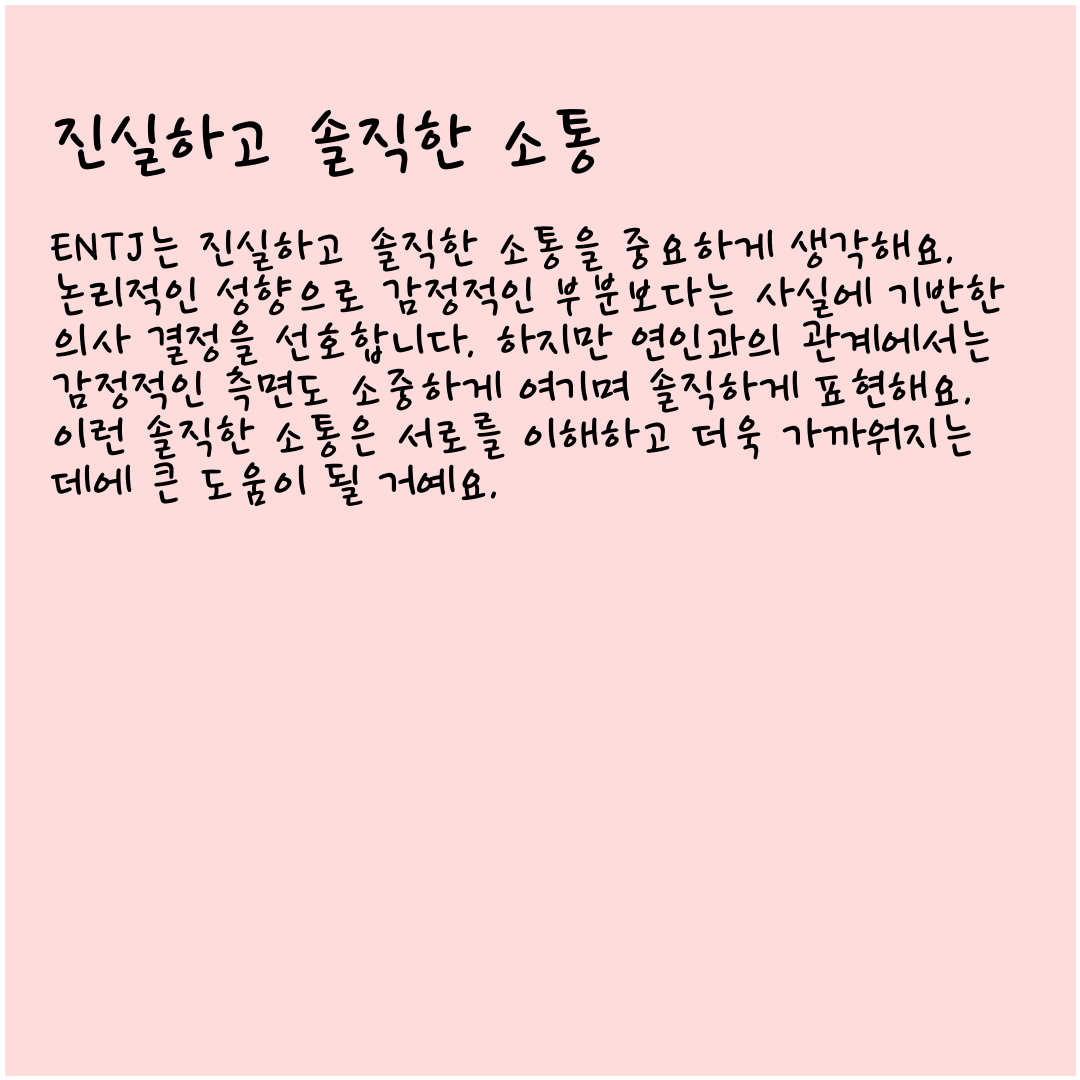 진실하고 솔직한 소통
ENTJ는 진실하고 솔직한 소통을 중요하게 생각해요.
논리적인 성향으로 감정적인 부분보다는 사실에 기반한
의사 결정을 선호합니다. 하지만 연인과의 관계에서는
감정적인 측면도 소중하게 여기며 솔직하게 표현해요.
이런 솔직한 소통은 서로를 이해하고 더욱 가까워지는
데에 큰 도움이 될 거예요.